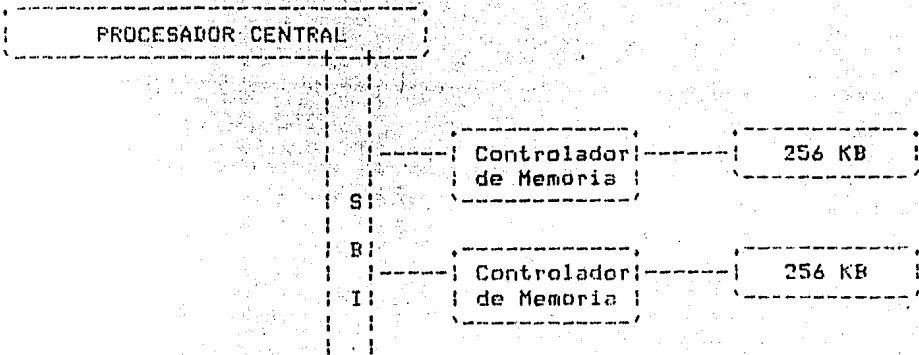 PROCESADOR CENTRAL
Controlador
de Memoria
256 KB
S
B
I
Controlador
de Memoria
256 KB